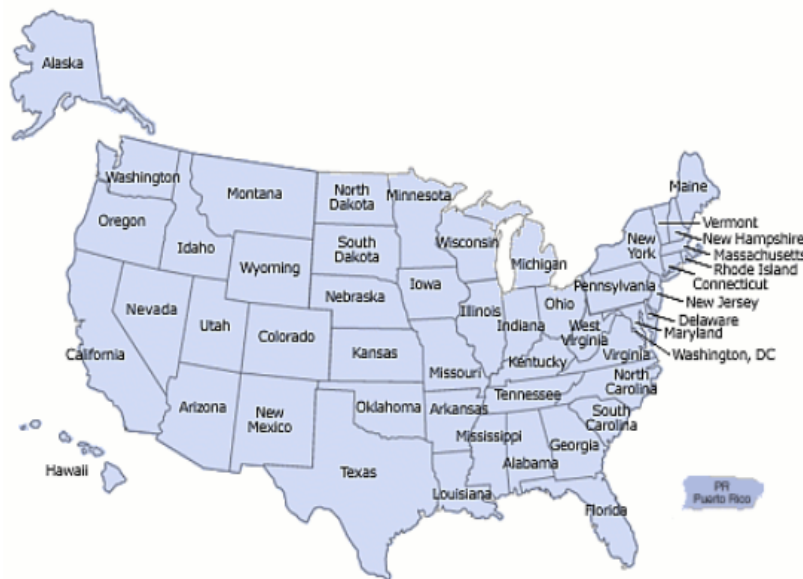 Alaska
Washington
Montana
North
Dakota
Minnesota
Maine
Oregon
Idaho
Wyoming
South
Dakota
Wisconsin
Michigan
New
York
Vermont
New Hampshire
Massachusetts
Rhode Island
Connecticut
Nevada
Utah
Colorado
Nebraska
Iowa
Illinois
Indiana
Ohio
Pennsylvania
New Jersey
Delaware
Maryland
Washington, DC
California
Kansas
Missouri
Kentucky
West
Virginia
Virginia
Arizona
New
Mexico
Oklahoma
Arkansas
Tennessee
North
Carolina
South
Carolina
Mississippi
Alabama
Georgia
Hawaii
Texas
Louisiana
Florida
PR
Puerto Rico